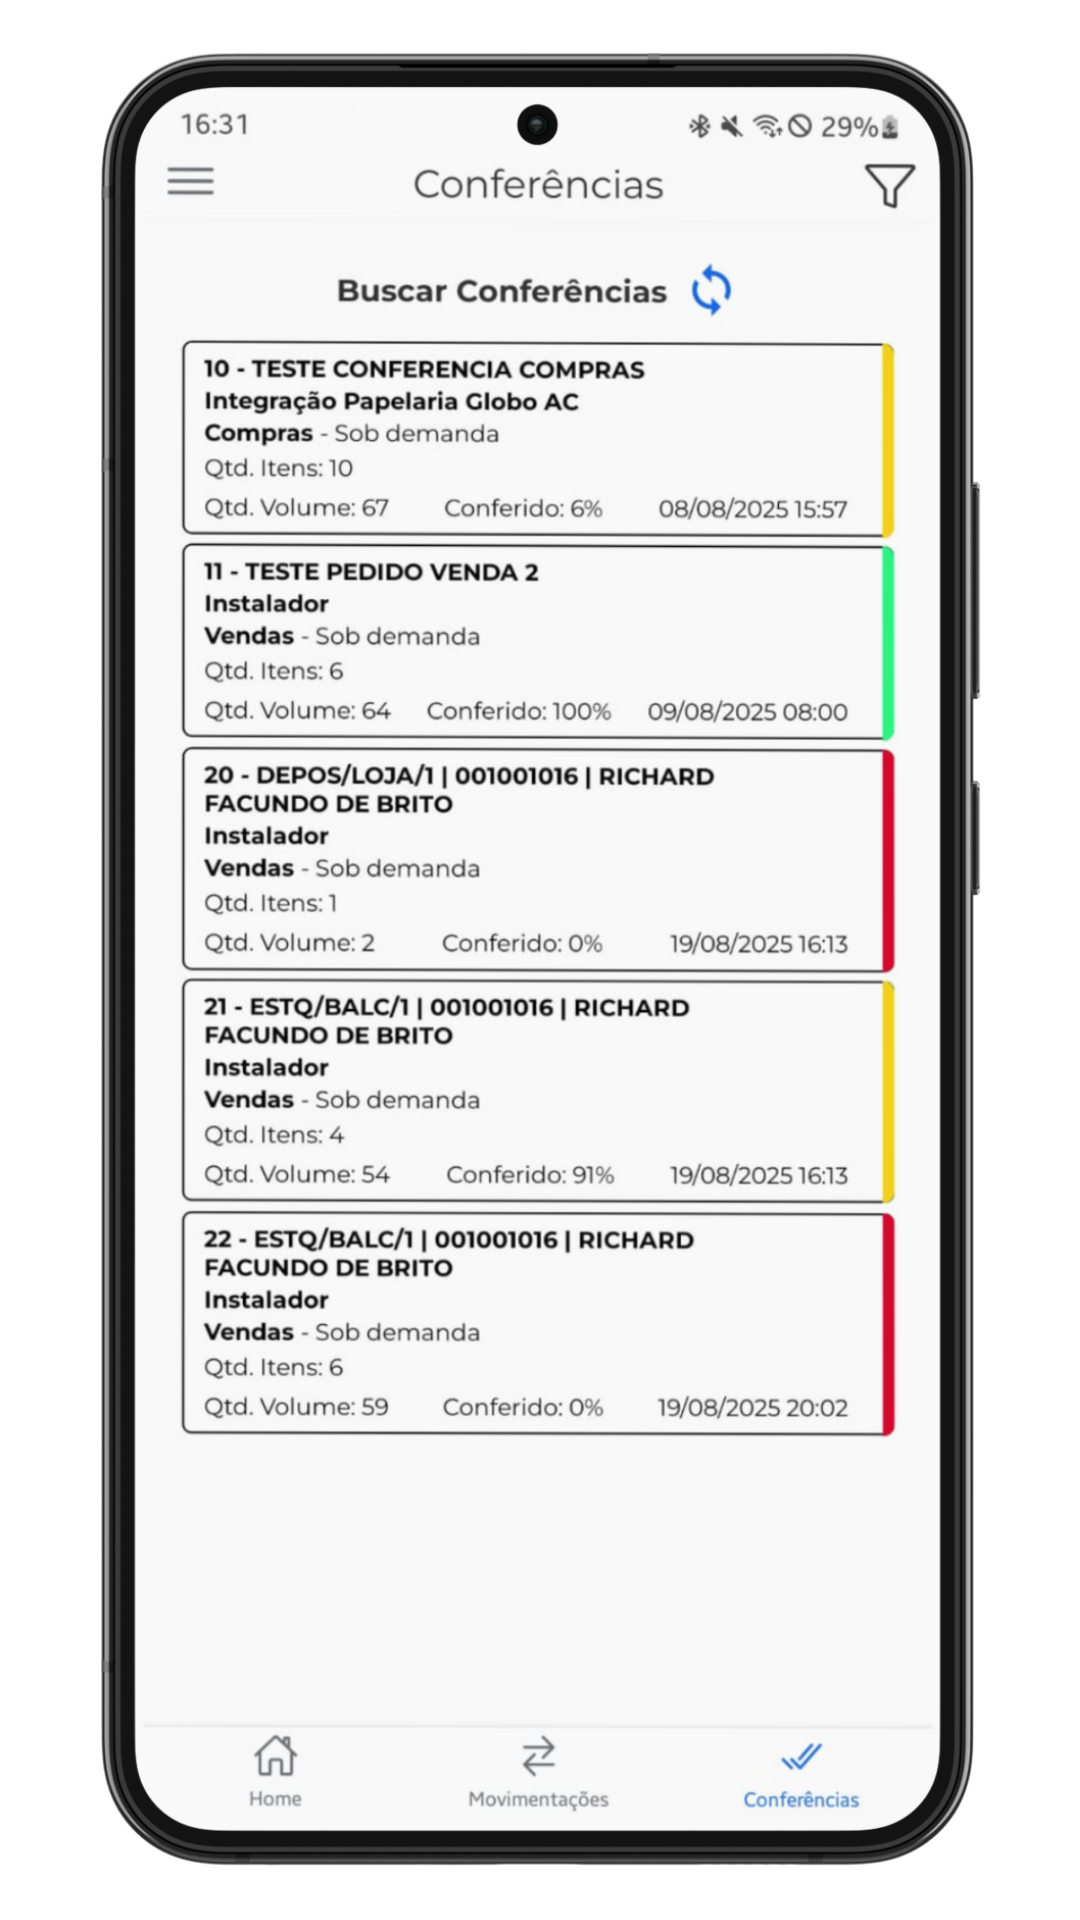 16:31
29%
Conferências
Buscar Conferências
10 - TESTE CONFERENCIA COMPRAS
Integração Papelaria Globo AC
Compras - Sob demanda
Qtd. Itens: 10
Qtd. Volume: 67 Conferido: 6% 08/08/2025 15:57
11 - TESTE PEDIDO VENDA 2
Instalador
Vendas - Sob demanda
Qtd. Itens: 6
Qtd. Volume: 64 Conferido: 100% 09/08/2025 08:00
20 - DEPOS/LOJA/1 | 001001016 | RICHARD
FACUNDO DE BRITO
Instalador
Vendas - Sob demanda
Qtd. Itens: 1
Qtd. Volume: 2 Conferido: 0% 19/08/2025 16:13
21 - ESTQ/BALC/1 | 001001016 | RICHARD
FACUNDO DE BRITO
Instalador
Vendas - Sob demanda
Qtd. Itens: 4
Qtd. Volume: 54 Conferido: 91% 19/08/2025 16:13
22 - ESTQ/BALC/1 | 001001016 | RICHARD
FACUNDO DE BRITO
Instalador
Vendas - Sob demanda
Qtd. Itens: 6
Qtd. Volume: 59 Conferido: 0% 19/08/2025 20:02
Home Movimentações Conferências